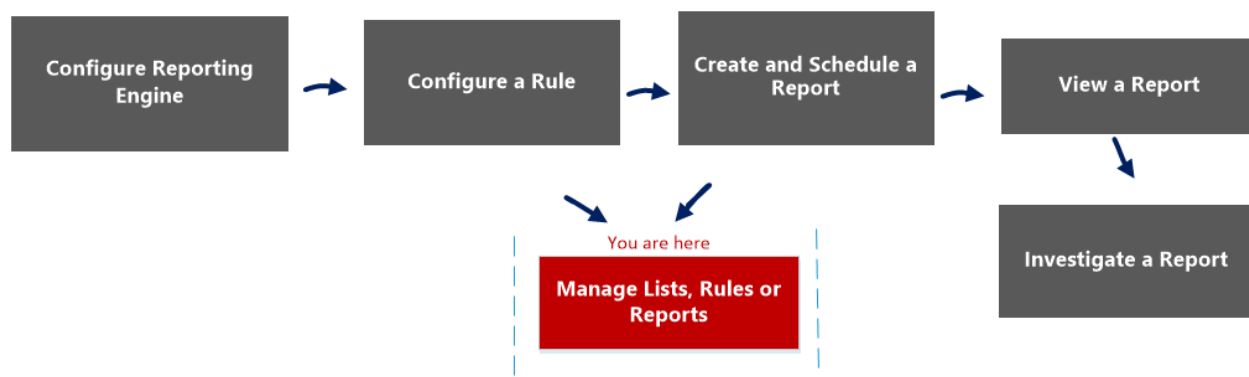 Configure Reporting
Engine
Configure a Rule
Create and Schedule a
Report
View a Report
You are here
Manage Lists, Rules or
Reports
Investigate a Report